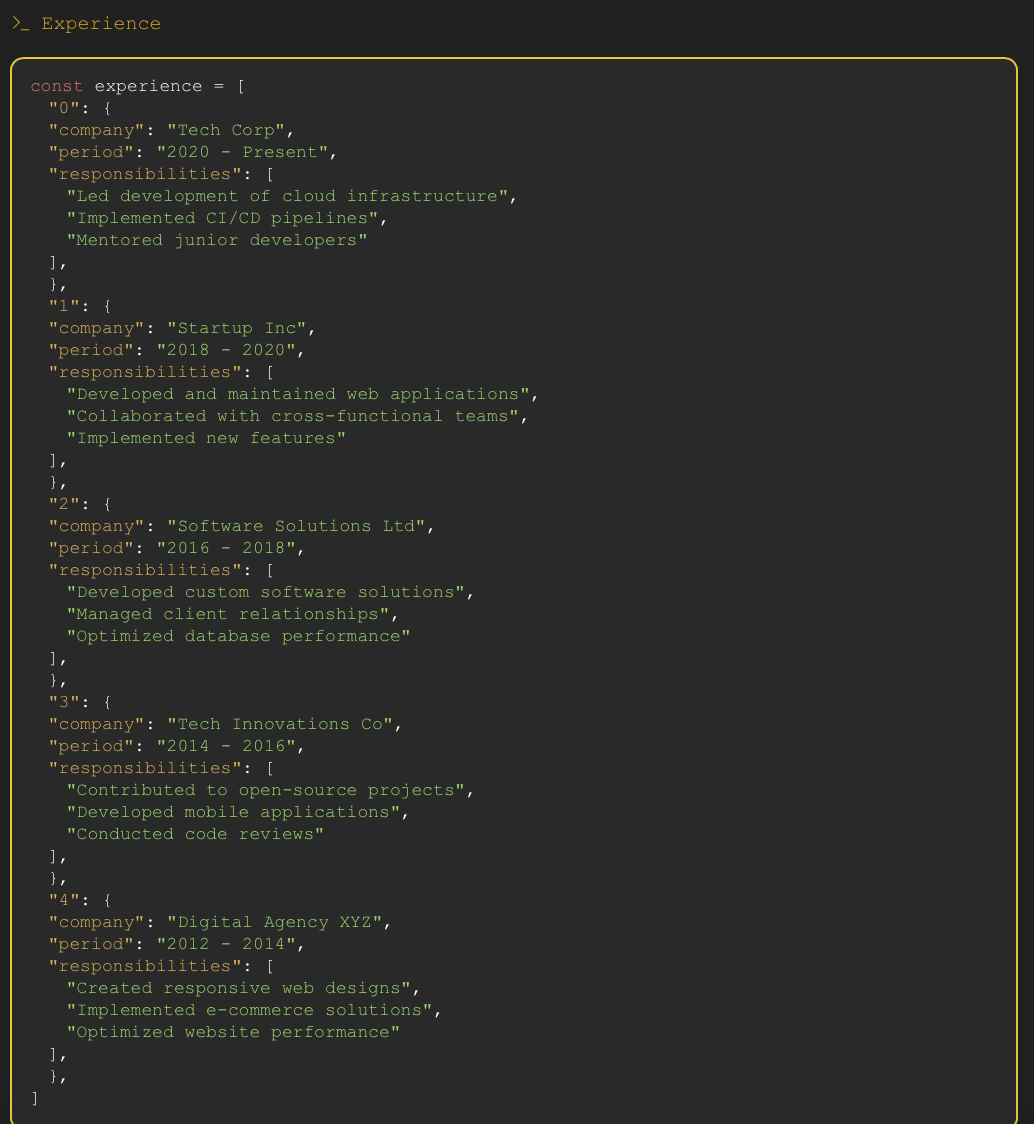 >_ Experience
const experience = [
"0": {
"company": "Tech Corp",
"period": "2020 - Present",
"responsibilities": [
"Led development of cloud infrastructure",
"Implemented CI/CD pipelines",
"Mentored junior developers"
],
},
"1": {
"company": "Startup Inc",
"period": "2018 - 2020",
"responsibilities": [
"Developed and maintained web applications",
"Collaborated with cross-functional teams",
"Implemented new features"
],
},
"2": {
"company": "Software Solutions Ltd",
"period": "2016 - 2018",
"responsibilities": [
"Developed custom software solutions",
"Managed client relationships",
"Optimized database performance"
],
},
"3": {
"company": "Tech Innovations Co",
"period": "2014 - 2016",
"responsibilities": [
"Contributed to open-source projects",
"Developed mobile applications",
"Conducted code reviews"
],
},
"4": {
"company": "Digital Agency XYZ",
"period": "2012 - 2014",
"responsibilities": [
"Created responsive web designs",
"Implemented e-commerce solutions",
"Optimized website performance"
],
},
]